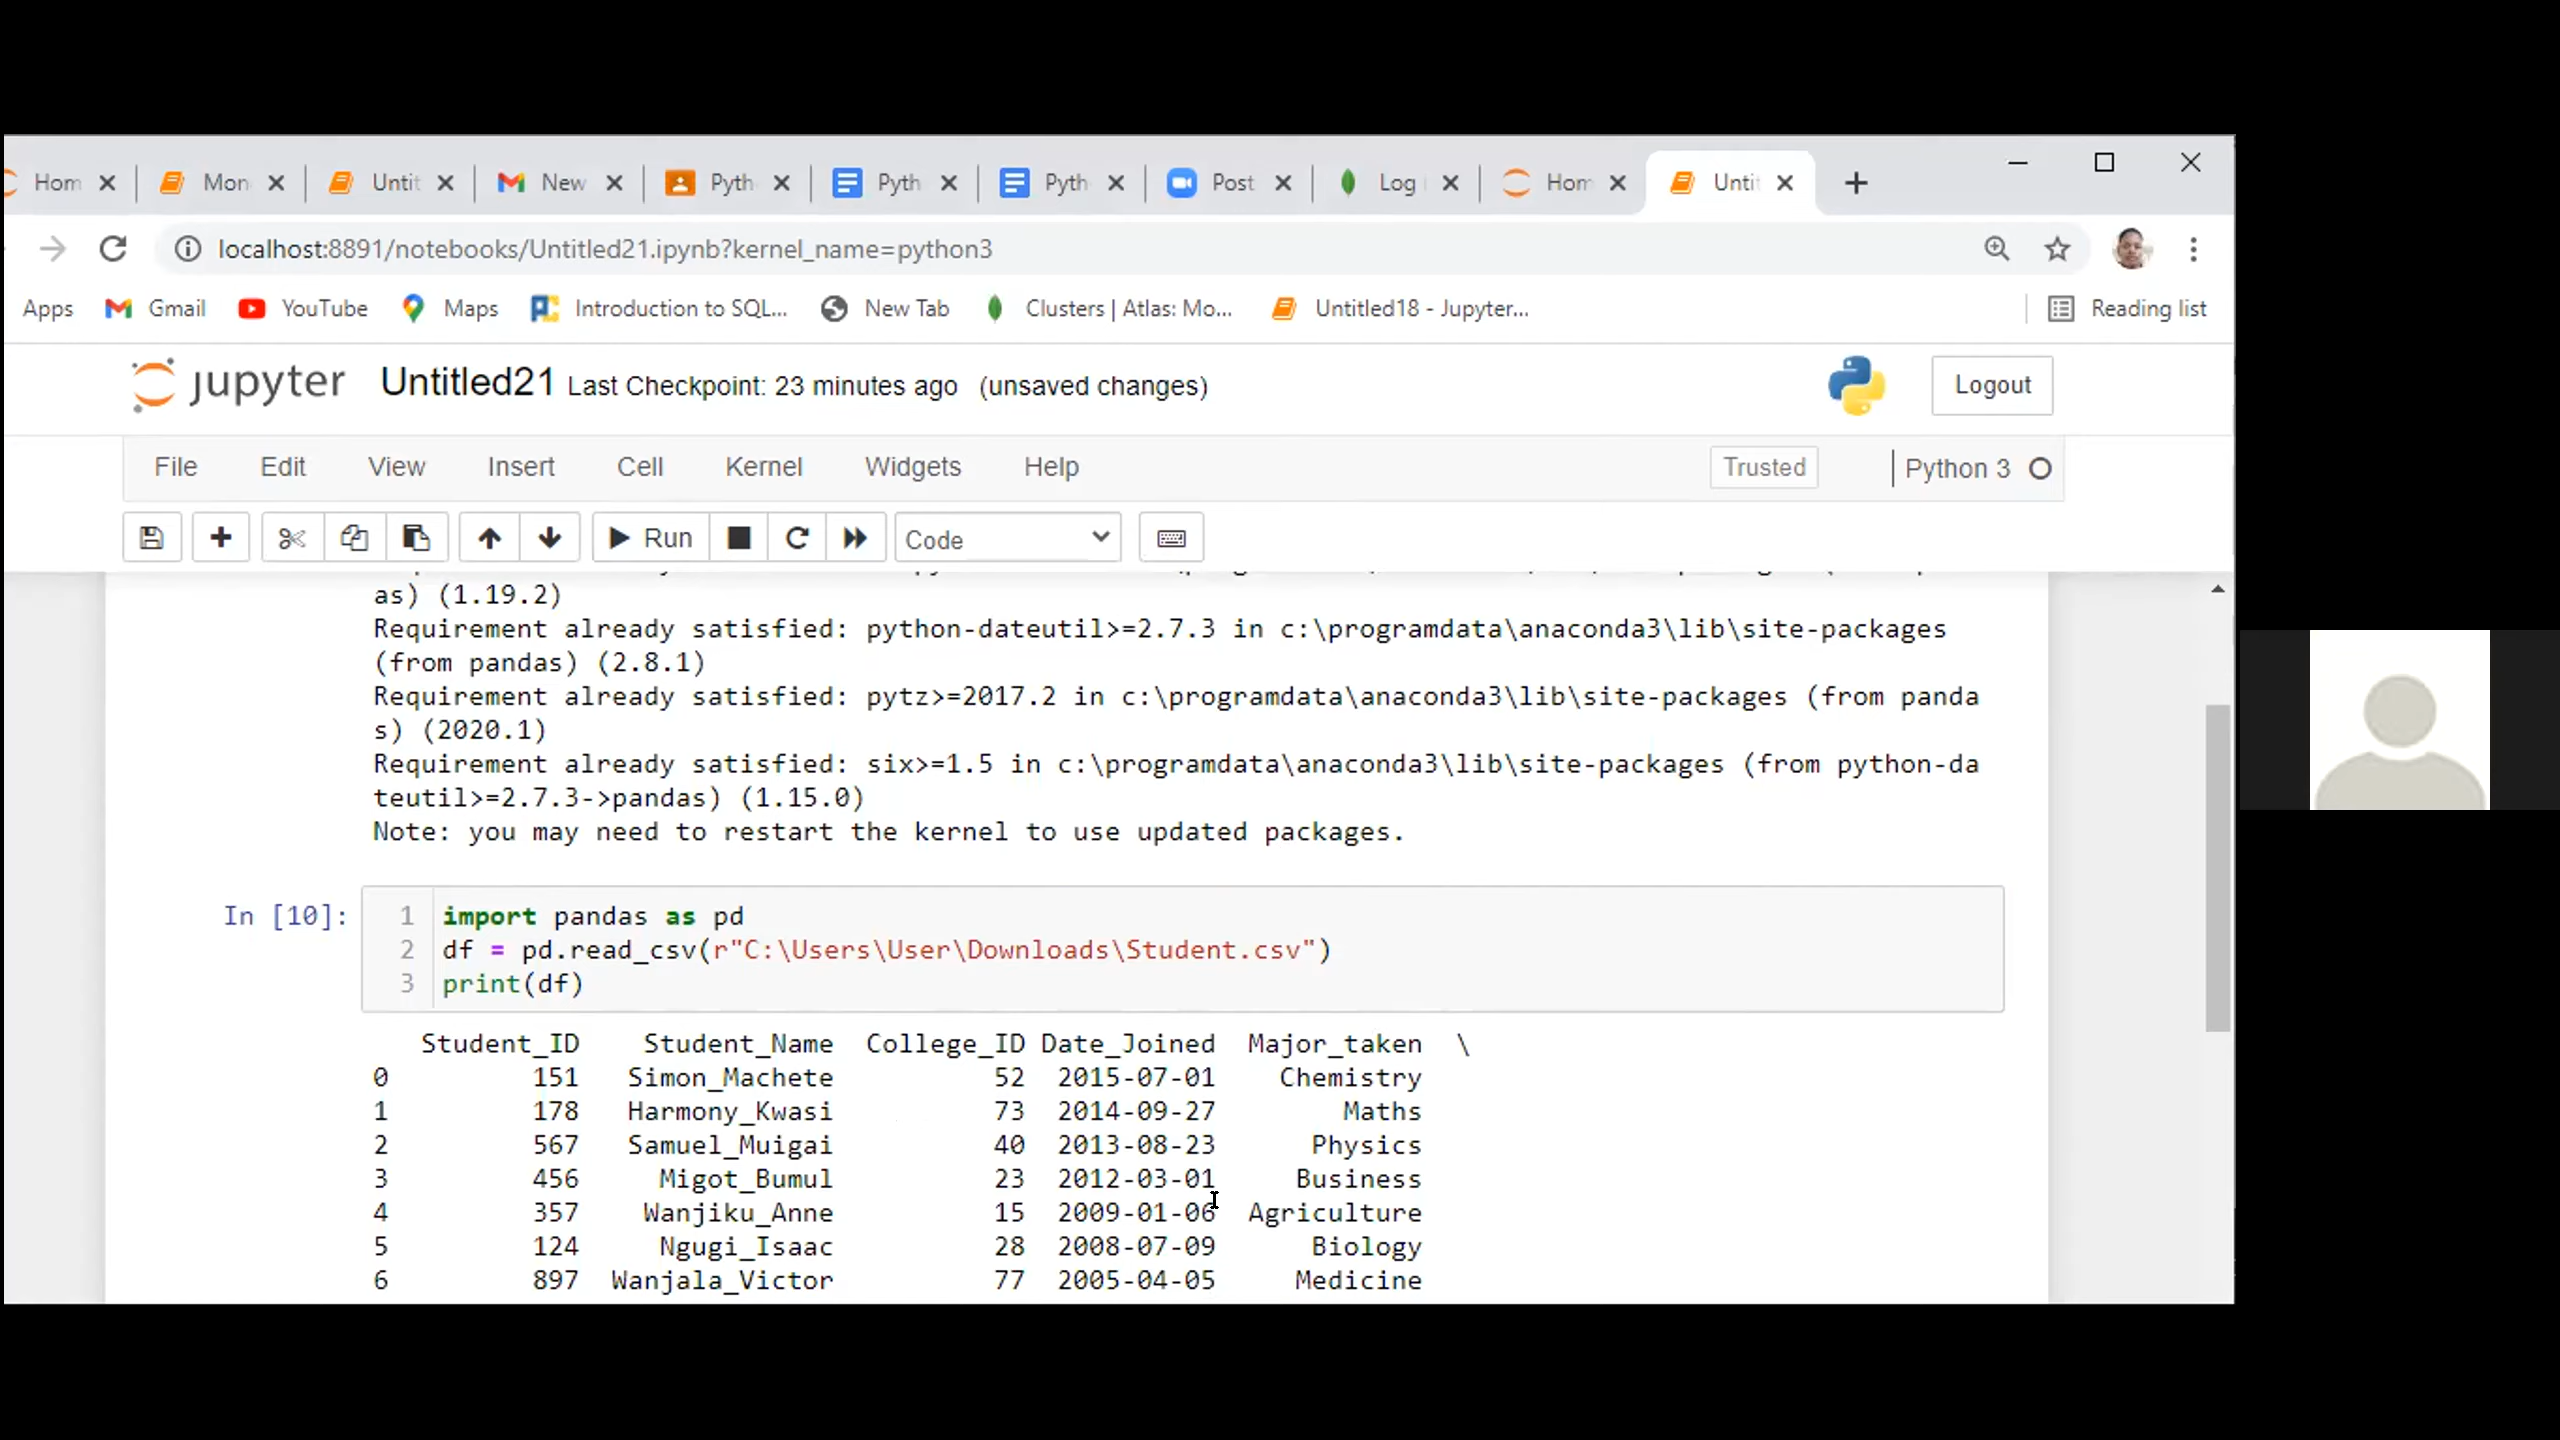 Hom Mon Untit New Pyth Pyth Pyth Post Log Hom Unti
localhost:8891/notebooks/Untitled21.ipynb?kernel_name=python3
Apps Gmail YouTube Maps Introduction to SQL... New Tab Clusters | Atlas: Mo... Untitled18 - Jupyter... Reading list
jupyter Untitled21 Last Checkpoint: 23 minutes ago (unsaved changes) Logout
File Edit View Insert Cell Kernel Widgets Help Trusted Python 3
Run Code
as) (1.19.2)
Requirement already satisfied: python-dateutil>=2.7.3 in c:\programdata\anaconda3\lib\site-packages
(from pandas) (2.8.1)
Requirement already satisfied: pytz>=2017.2 in c:\programdata\anaconda3\lib\site-packages (from panda
s) (2020.1)
Requirement already satisfied: six>=1.5 in c:\programdata\anaconda3\lib\site-packages (from python-da
teutil>=2.7.3->pandas) (1.15.0)
Note: you may need to restart the kernel to use updated packages.
In [10]: 1 import pandas as pd
2 df = pd.read_csv(r"C:\Users\User\Downloads\Student.csv")
3 print(df)
Student_ID Student_Name College_ID Date_Joined Major_taken \
0 151 Simon_Machete 52 2015-07-01 Chemistry
1 178 Harmony_Kwasi 73 2014-09-27 Maths
2 567 Samuel_Muigai 40 2013-08-23 Physics
3 456 Migot_Bumul 23 2012-03-01 Business
4 357 Wanjiku_Anne 15 2009-01-06 Agriculture
5 124 Ngugi_Isaac 28 2008-07-09 Biology
6 897 Wanjala_Victor 77 2005-04-05 Medicine